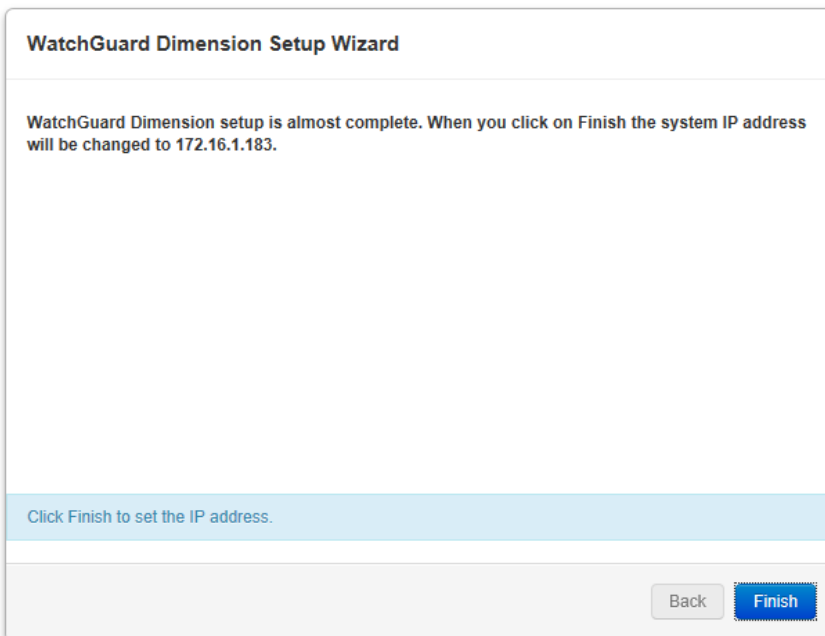 WatchGuard Dimension Setup Wizard
WatchGuard Dimension setup is almost complete. When you click on Finish the system IP address
will be changed to 172.16.1.183.
Click Finish to set the IP address.
Back
Finish